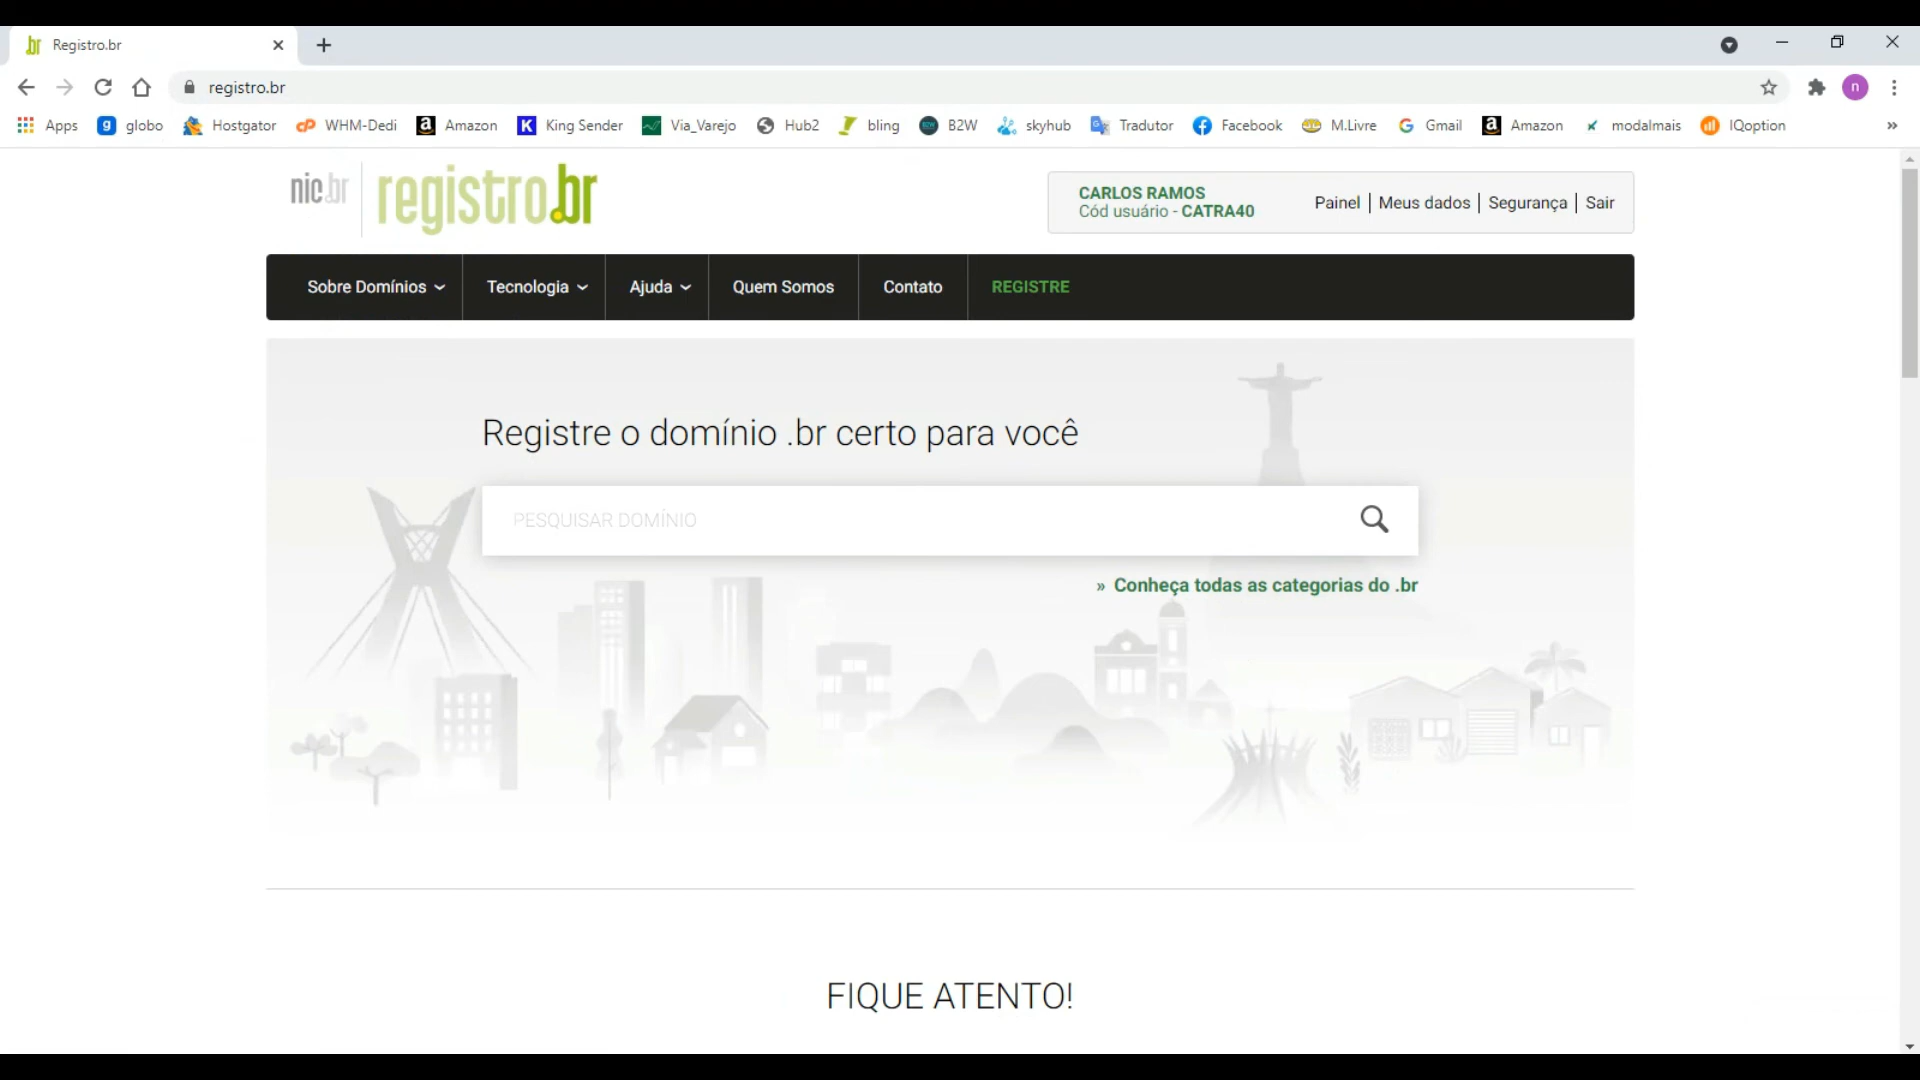 Registro.br
registro.br
n
Apps globo Hostgator WHM-Dedi Amazon King Sender Via_Varejo Hub2 bling B2W skyhub Tradutor Facebook M.Livre Gmail Amazon modalmais IQoption »
nic.br registro.br
CARLOS RAMOS
Cód usuário - CATRA40
Painel | Meus dados | Segurança | Sair
Sobre Domínios Tecnologia Ajuda Quem Somos Contato REGISTRE
Registre o domínio .br certo para você
PESQUISAR DOMÍNIO
» Conheça todas as categorias do .br
FIQUE ATENTO!